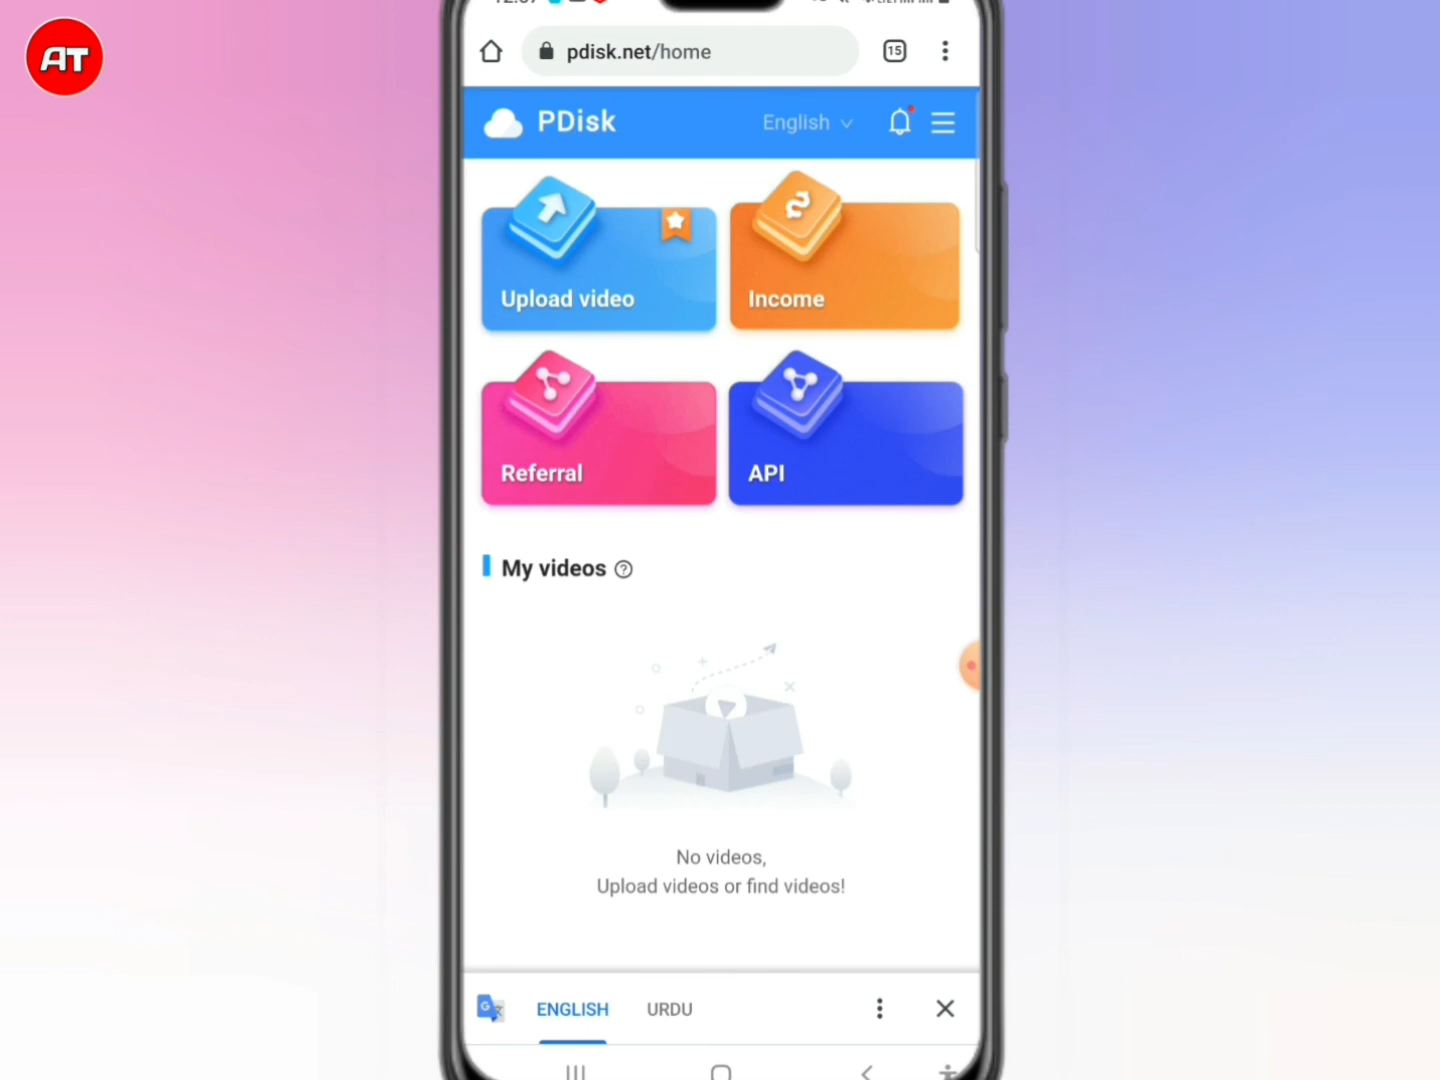 AT
pdisk.net/home
15
PDisk
English
Upload video
Income
Referral
API
My videos
No videos,
Upload videos or find videos!
ENGLISH
URDU